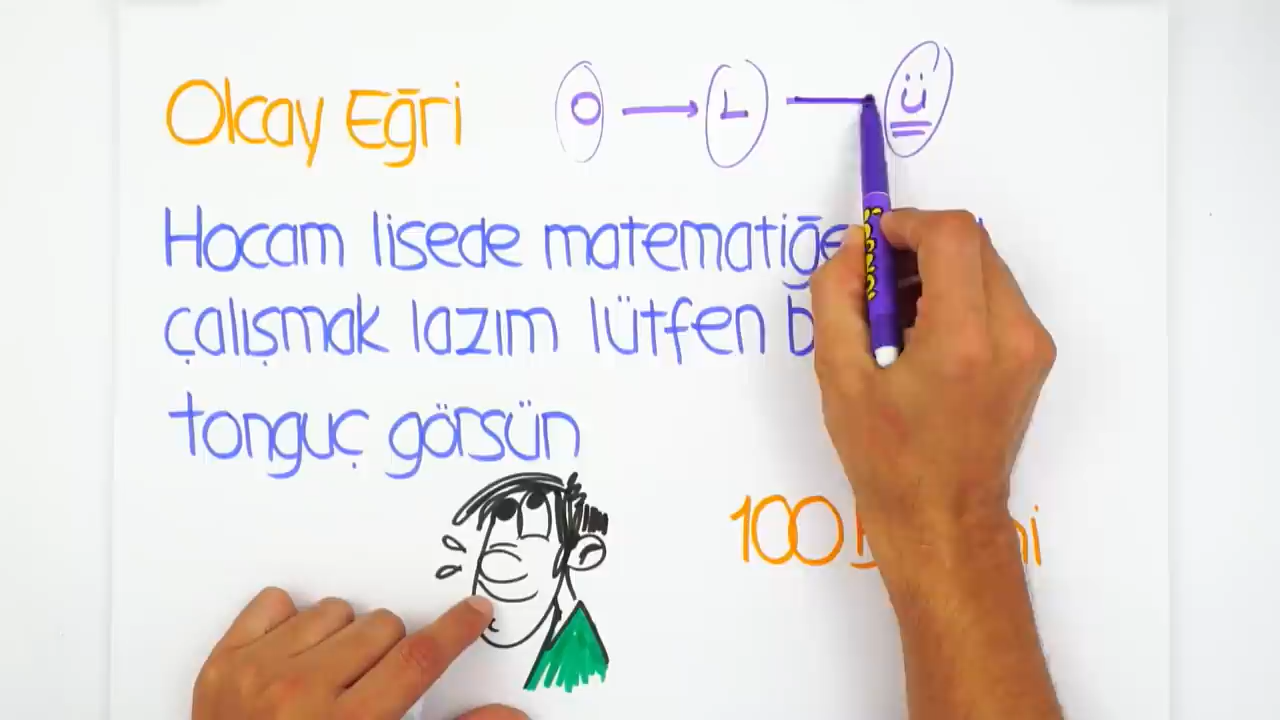 Olcay Eğri
O → L — Ü
Hocam lisede matematiğe
çalışmak lazım lütfen
tonguç görsün
100